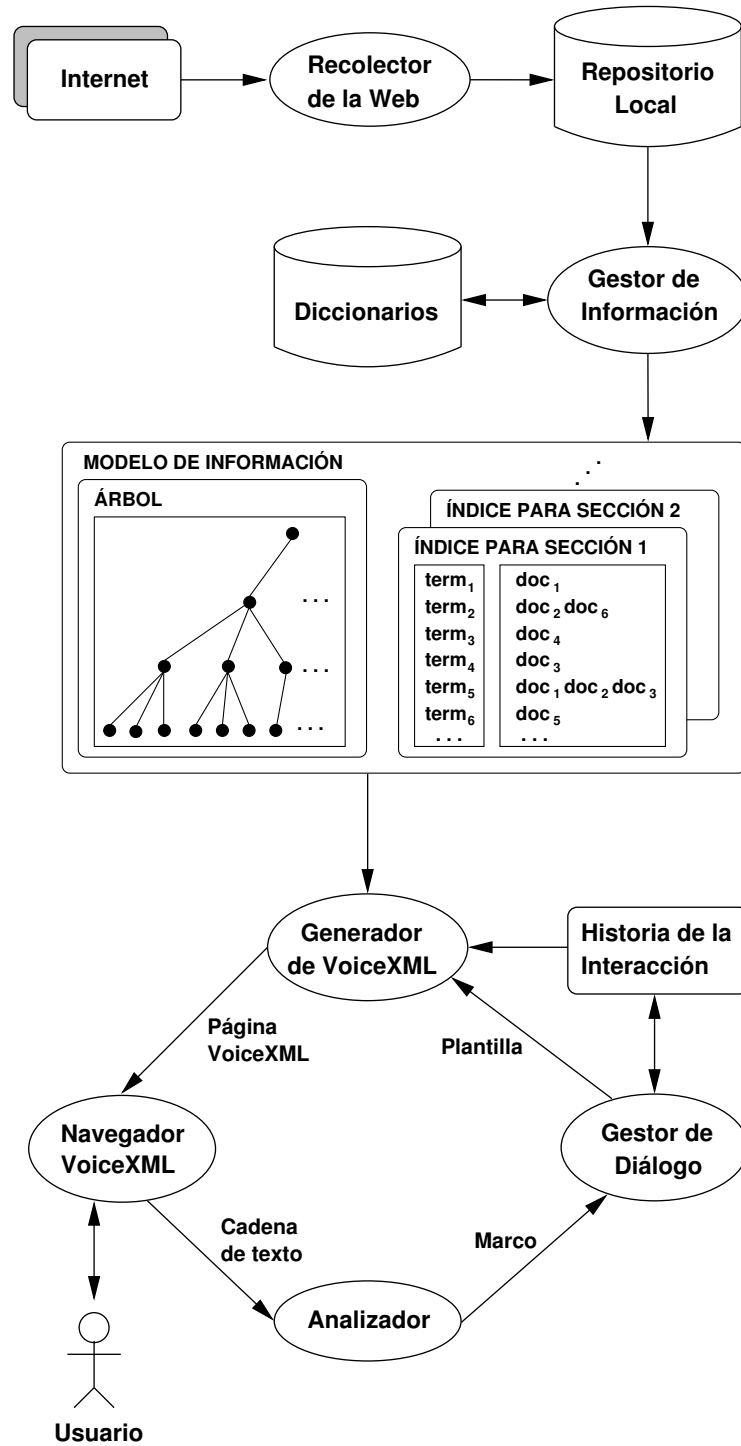 Internet
Recolector
de la Web
Repositorio
Local
Diccionarios
Gestor de
Información
MODELO DE INFORMACIÓN
ÁRBOL
. . .
. . .
. . .
. . .
ÍNDICE PARA SECCIÓN 2
ÍNDICE PARA SECCIÓN 1
term1 doc1
term2 doc2 doc6
term3 doc4
term4 doc3
term5 doc1 doc2 doc3
term6 doc5
. . . . . .
Generador
de VoiceXML
Historia de la
Interacción
Página
VoiceXML
Plantilla
Navegador
VoiceXML
Gestor de
Diálogo
Cadena
de texto
Marco
Analizador
Usuario